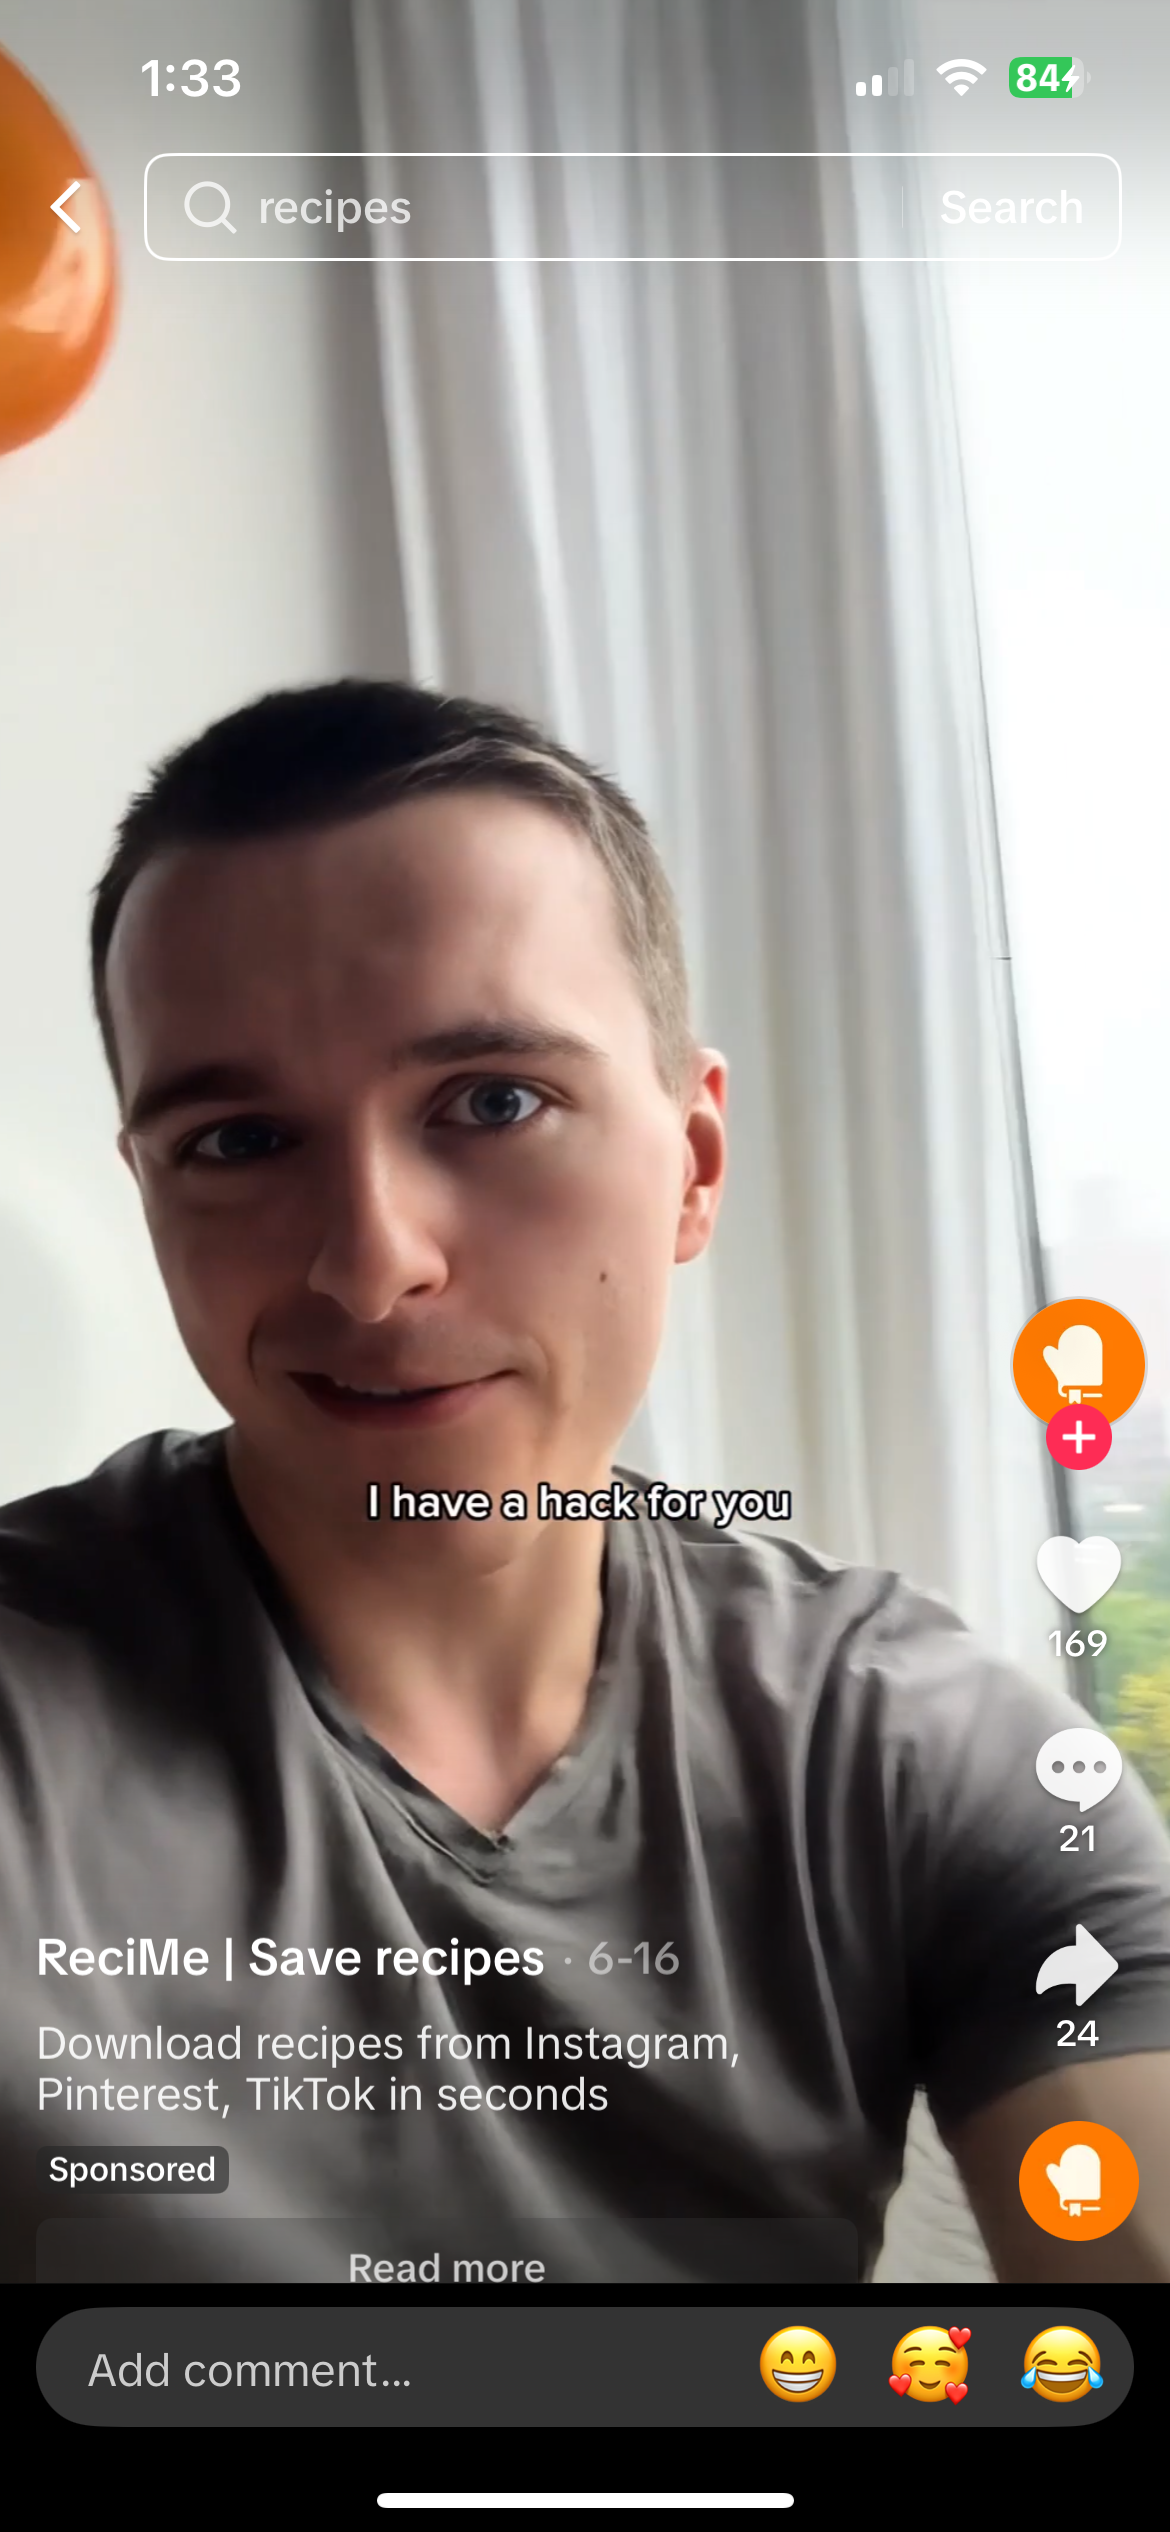 1:33
84
recipes
Search
I have a hack for you
169
21
24
ReciMe | Save recipes · 6-16
Download recipes from Instagram,
Pinterest, TikTok in seconds
Sponsored
Read more
Add comment...